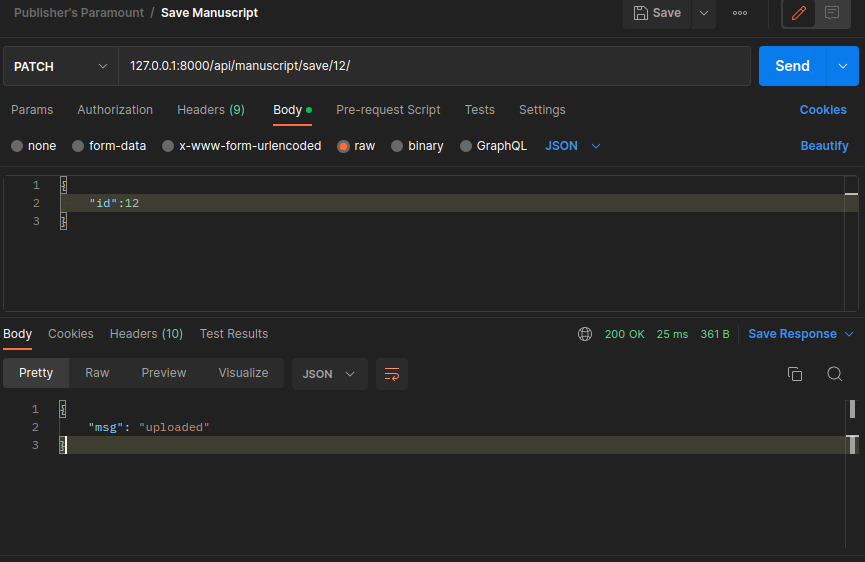 Publisher's Paramount / Save Manuscript Save
PATCH 127.0.0.1:8000/api/manuscript/save/12/ Send
Params Authorization Headers (9) Body Pre-request Script Tests Settings Cookies
none form-data x-www-form-urlencoded raw binary GraphQL JSON Beautify
1 {
2 "id":12
3 }
Body Cookies Headers (10) Test Results 200 OK 25 ms 361 B Save Response
Pretty Raw Preview Visualize JSON
1 {
2 "msg": "uploaded"
3 }